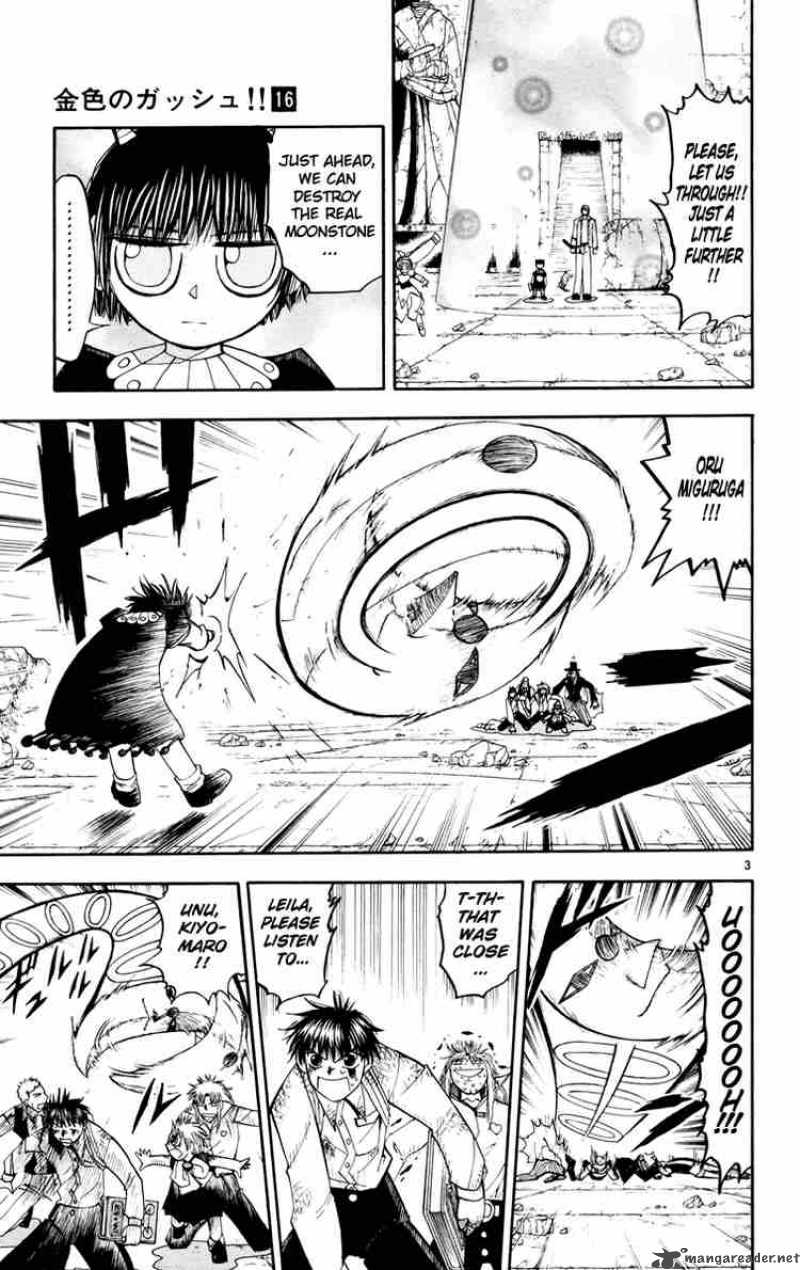 PLEASE,
LET US
THROUGH!!
JUST A
LITTLE
FURTHER
!!
金色のガッシュ!! 16
JUST AHEAD,
WE CAN
DESTROY
THE REAL
MOONSTONE
...
.........
ORU
MIGURUGA
!!!
3
UOOOOOOOH!!!
T-TH-
THAT
WAS
CLOSE
...
LEILA,
PLEASE
LISTEN
TO...
UNU,
KIYO-
MARO
!!
mangareader.net